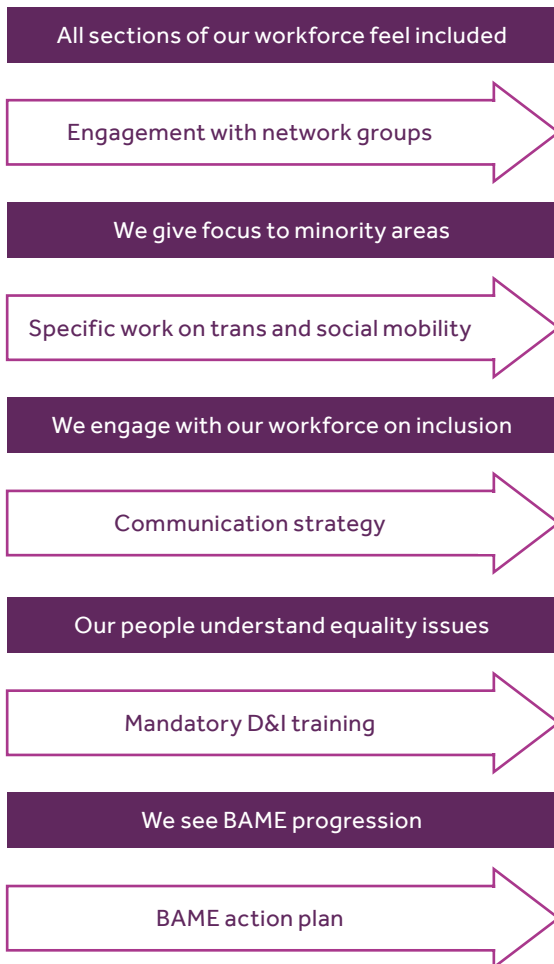 All sections of our workforce feel included
Engagement with network groups
We give focus to minority areas
Specific work on trans and social mobility
We engage with our workforce on inclusion
Communication strategy
Our people understand equality issues
Mandatory D&I training
We see BAME progression
BAME action plan